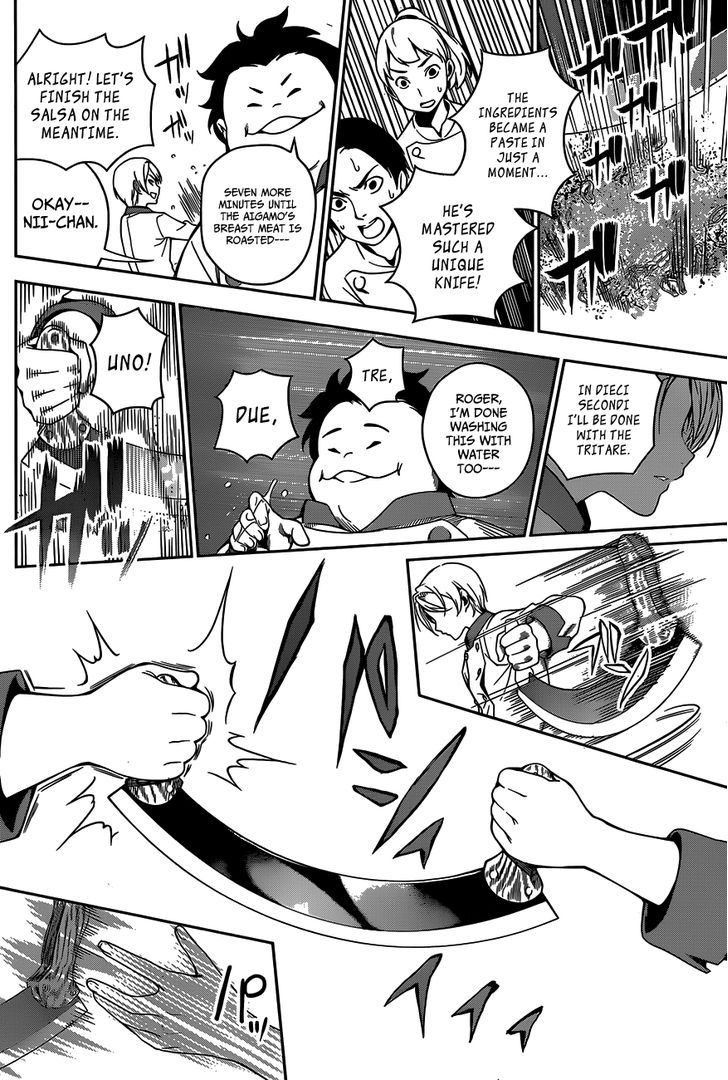 THE
INGREDIENTS
BECAME A
PASTE IN
JUST A
MOMENT...
HE'S
MASTERED
SUCH A
UNIQUE
KNIFE!
SEVEN MORE
MINUTES UNTIL
THE AIGAMO'S
BREAST MEAT IS
ROASTED---
ALRIGHT! LET'S
FINISH THE
SALSA ON THE
MEANTIME.
OKAY--
NII-CHAN.
IN DIECI
SECONDI
I'LL BE DONE
WITH THE
TRITARE.
ROGER,
I'M DONE
WASHING
THIS WITH
WATER
TOO---
TRE,
DUE,
UNO!